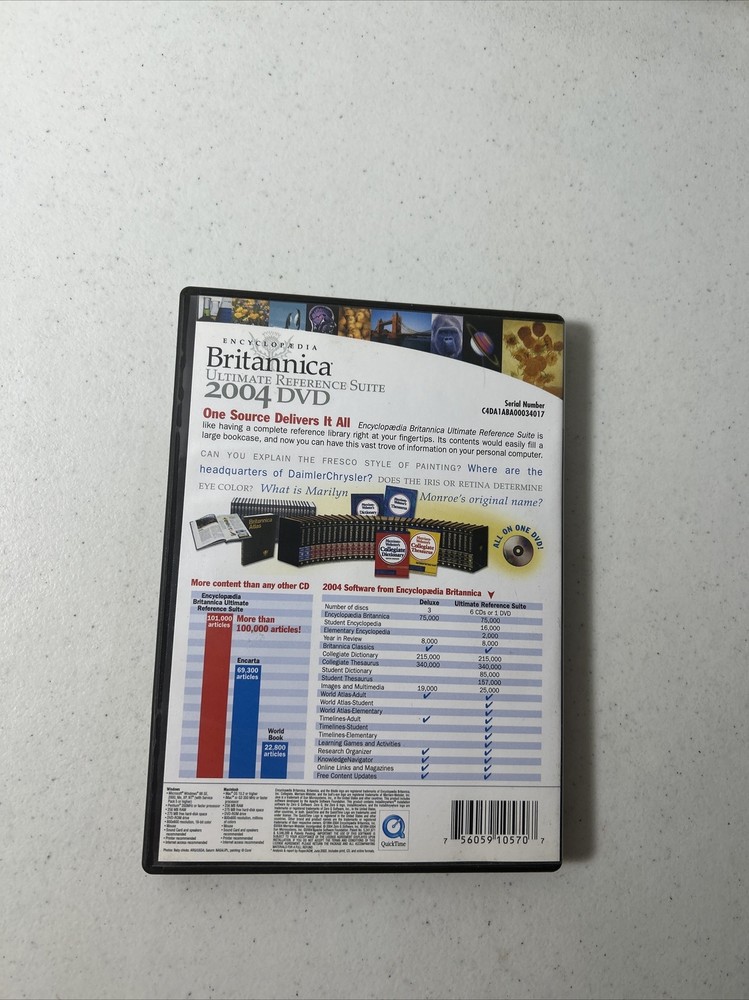 ENCYCLOPÆDIA
Britannica
ULTIMATE REFERENCE SUITE
2004 DVD
Serial Number
C4DA1ABA00034017
One Source Delivers It All Encyclopædia Britannica Ultimate Reference Suite is
like having a complete reference library right at your fingertips. Its contents would easily fill a
large bookcase, and now you can have this vast trove of information on your personal computer.
CAN YOU EXPLAIN THE FRESCO STYLE OF PAINTING? Where are the
headquarters of DaimlerChrysler? DOES THE IRIS OR RETINA DETERMINE
EYE COLOR? What is Marilyn Monroe's original name?
Britannica
Atlas
Collegiate
Dictionary
Collegiate
Thesaurus
ALL ON ONE DVD!
More content than any other CD
Encyclopædia
Britannica Ultimate
Reference Suite
101,000
articles
More than
100,000 articles!
Encarta
69,300
articles
World
Book
22,800
articles
2004 Software from Encyclopædia Britannica
Deluxe Ultimate Reference Suite
Number of discs 3 6 CDs or 1 DVD
Encyclopædia Britannica 75,000 75,000
Student Encyclopedia 16,000
Elementary Encyclopedia 2,000
Year in Review 8,000 8,000
Britannica Classics ✓ ✓
Collegiate Dictionary 215,000 215,000
Collegiate Thesaurus 340,000 340,000
Student Dictionary 85,000
Student Thesaurus 157,000
Images and Multimedia 19,000 25,000
World Atlas-Adult ✓ ✓
World Atlas-Student ✓
World Atlas-Elementary ✓
Timelines-Adult ✓ ✓
Timelines-Student ✓
Timelines-Elementary ✓
Learning Games and Activities ✓
Research Organizer ✓ ✓
KnowledgeNavigator ✓ ✓
Online Links and Magazines ✓ ✓
Free Content Updates ✓ ✓
Windows
Macintosh
QuickTime
7 56059 10570 7